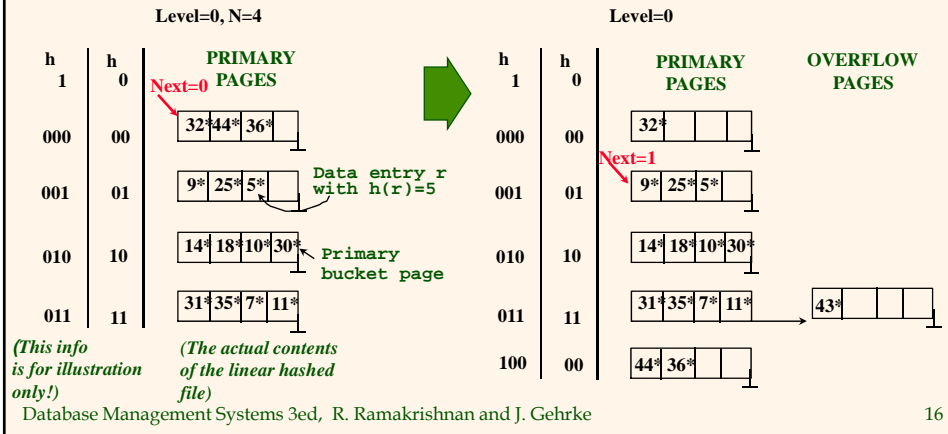 Level=0, N=4
h
1
h
0
PRIMARY
PAGES
Next=0
000
00
32* 44* 36*
001
01
9* 25* 5*
Data entry r
with h(r)=5
010
10
14* 18* 10* 30*
Primary
bucket page
011
11
31* 35* 7* 11*
(This info
is for illustration
only!)
(The actual contents
of the linear hashed
file)
Level=0
h
1
h
0
PRIMARY
PAGES
OVERFLOW
PAGES
000
00
32*
Next=1
001
01
9* 25* 5*
010
10
14* 18* 10* 30*
011
11
31* 35* 7* 11*
43*
100
00
44* 36*
Database Management Systems 3ed, R. Ramakrishnan and J. Gehrke
16